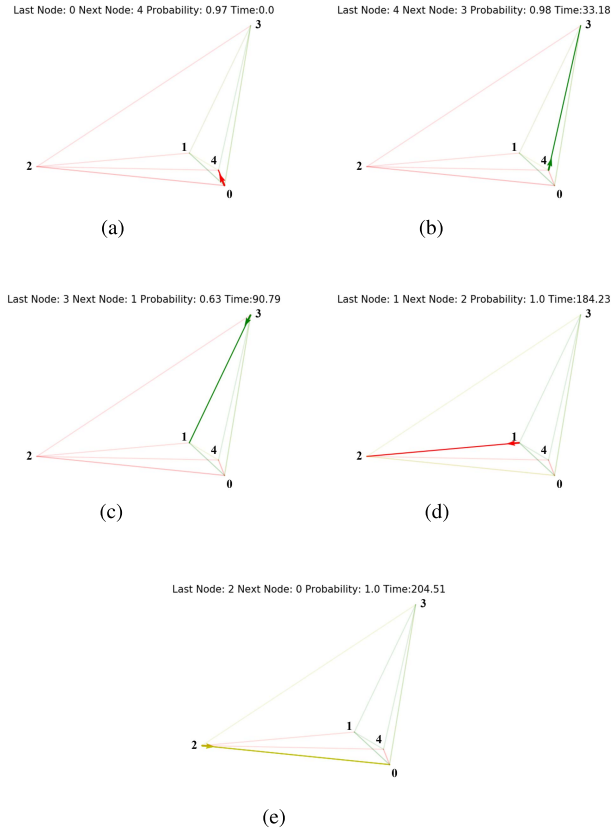 Last Node: 0 Next Node: 4 Probability: 0.97 Time:0.0
3
1
4
2
0
(a)
Last Node: 4 Next Node: 3 Probability: 0.98 Time:33.18
3
1
4
2
0
(b)
Last Node: 3 Next Node: 1 Probability: 0.63 Time:90.79
3
1
4
2
0
(c)
Last Node: 1 Next Node: 2 Probability: 1.0 Time:184.23
3
1
4
2
0
(d)
Last Node: 2 Next Node: 0 Probability: 1.0 Time:204.51
3
1
4
2
0
(e)